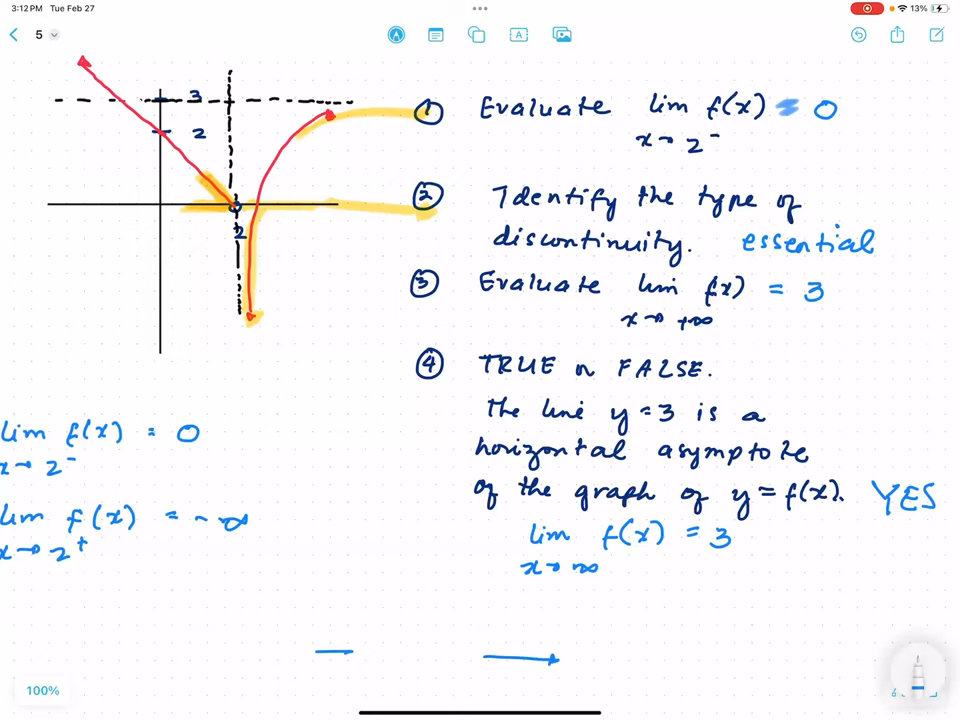 3:12 PM Tue Feb 27
13%
5
3
2
2
① Evaluate lim f(x) = 0
x→2⁻
② Identify the type of
discontinuity. essential
③ Evaluate lim f(x) = 3
x→+∞
④ TRUE or FALSE.
The line y=3 is a
horizontal asymptote
of the graph of y=f(x). YES
lim f(x) = 3
x→∞
lim f(x) = 0
x→2⁻
lim f(x) = -∞
x→2⁺
100%